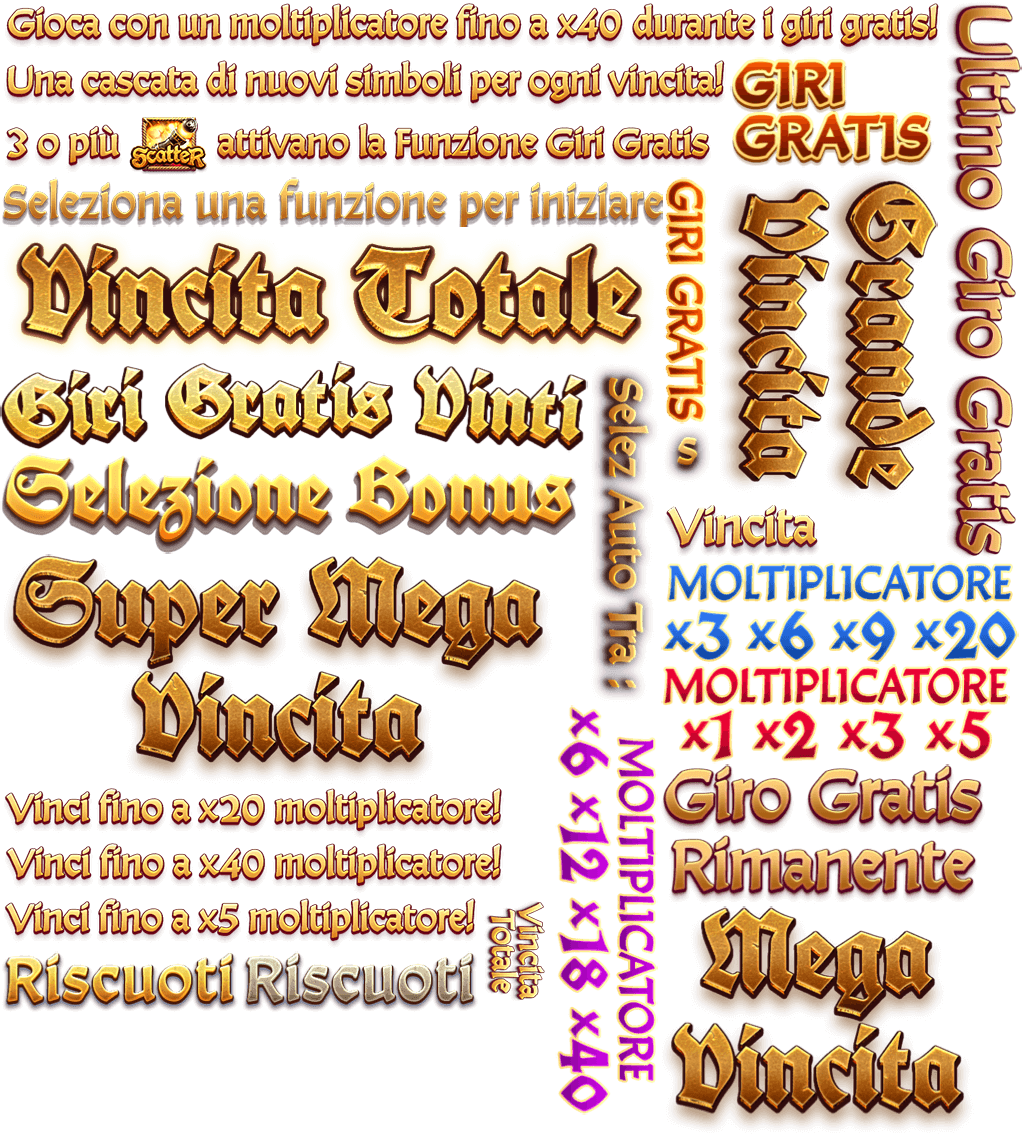 Gioca con un moltiplicatore fino a x40 durante i giri gratis!
Una cascata di nuovi simboli per ogni vincita!
3 o più SCATTER attivano la Funzione Giri Gratis
GIRI
GRATIS
Ultimo Giro Gratis
Seleziona una funzione per iniziare
GIRI GRATIS
Grande
Vincita
Vincita Totale
Giri Gratis Vinti
s
Selez Auto Tra :
Selezione Bonus
Vincita
Super Mega
Vincita
MOLTIPLICATORE
x3 x6 x9 x20
MOLTIPLICATORE
x1 x2 x3 x5
MOLTIPLICATORE
x6 x12 x18 x40
Giro Gratis
Rimanente
Vinci fino a x20 moltiplicatore!
Vinci fino a x40 moltiplicatore!
Vinci fino a x5 moltiplicatore!
Vincita
Totale
Riscuoti Riscuoti
Mega
Vincita